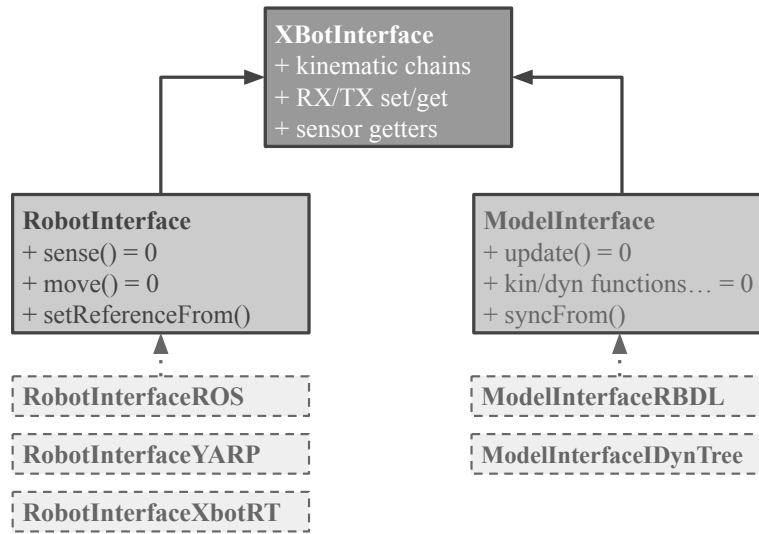 XBotInterface
+ kinematic chains
+ RX/TX set/get
+ sensor getters
RobotInterface
+ sense() = 0
+ move() = 0
+ setReferenceFrom()
ModelInterface
+ update() = 0
+ kin/dyn functions… = 0
+ syncFrom()
RobotInterfaceROS
RobotInterfaceYARP
RobotInterfaceXbotRT
ModelInterfaceRBDL
ModelInterfaceIDynTree